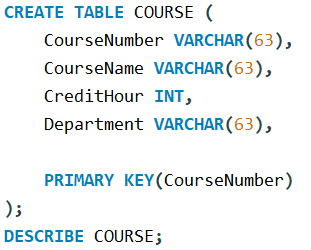 CREATE TABLE COURSE (
    CourseNumber VARCHAR(63),
    CourseName VARCHAR(63),
    CreditHour INT,
    Department VARCHAR(63),

    PRIMARY KEY(CourseNumber)
);
DESCRIBE COURSE;